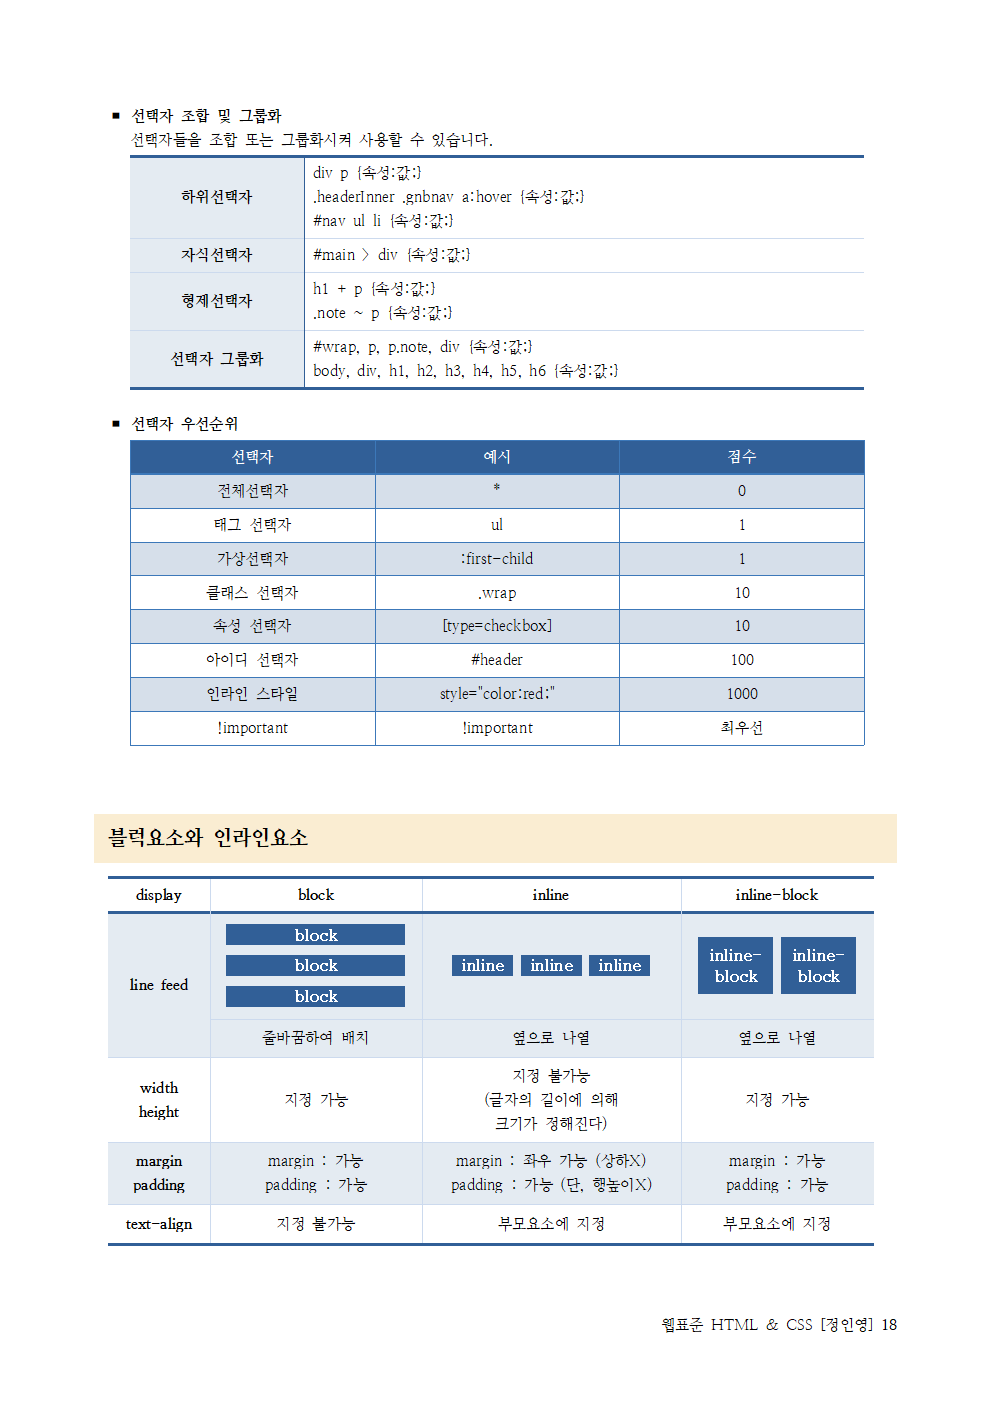 ■ 선택자 조합 및 그룹화
선택자들을 조합 또는 그룹화시켜 사용할 수 있습니다.
하위선택자
div p {속성:값;}
.headerInner .gnbnav a:hover {속성:값;}
#nav ul li {속성:값;}
자식선택자
#main > div {속성:값;}
형제선택자
h1 + p {속성:값;}
.note ~ p {속성:값;}
선택자 그룹화
#wrap, p, p.note, div {속성:값;}
body, div, h1, h2, h3, h4, h5, h6 {속성:값;}
■ 선택자 우선순위
선택자 예시 점수
전체선택자 * 0
태그 선택자 ul 1
가상선택자 :first-child 1
클래스 선택자 .wrap 10
속성 선택자 [type=checkbox] 10
아이디 선택자 #header 100
인라인 스타일 style="color:red;" 1000
!important !important 최우선
블럭요소와 인라인요소
display block inline inline-block
line feed
block
block
block
inline inline inline
inline-
block
inline-
block
줄바꿈하여 배치 옆으로 나열 옆으로 나열
width
height
지정 가능
지정 불가능
(글자의 길이에 의해
크기가 정해진다)
지정 가능
margin
padding
margin : 가능
padding : 가능
margin : 좌우 가능 (상하X)
padding : 가능 (단, 행높이X)
margin : 가능
padding : 가능
text-align 지정 불가능 부모요소에 지정 부모요소에 지정
웹표준 HTML & CSS [정인영] 18